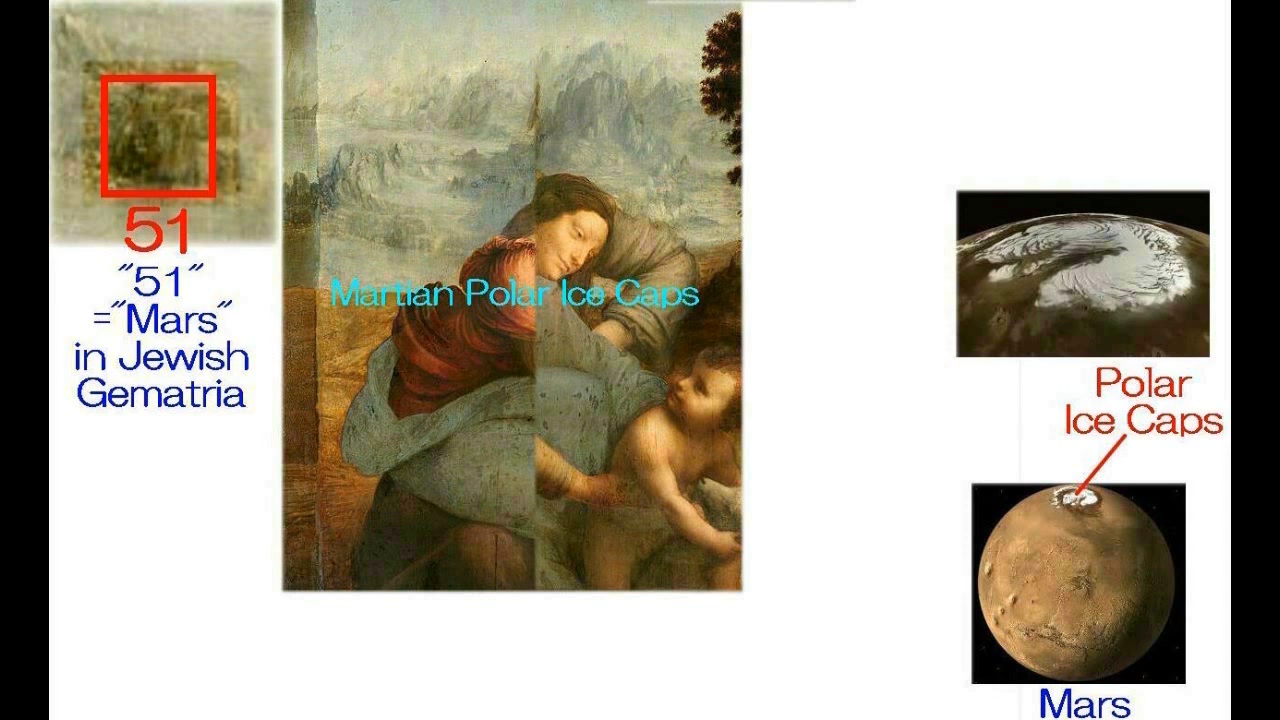 51
"51"
="Mars"
in Jewish
Gematria
Martian Polar Ice Caps
Polar
Ice Caps
Mars